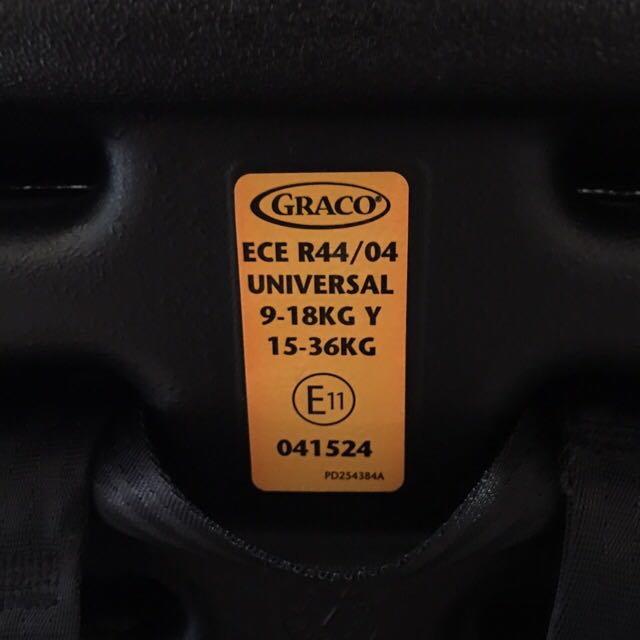 GRACO®
ECE R44/04
UNIVERSAL
9-18KG Y
15-36KG
E11
041524
PD254384A